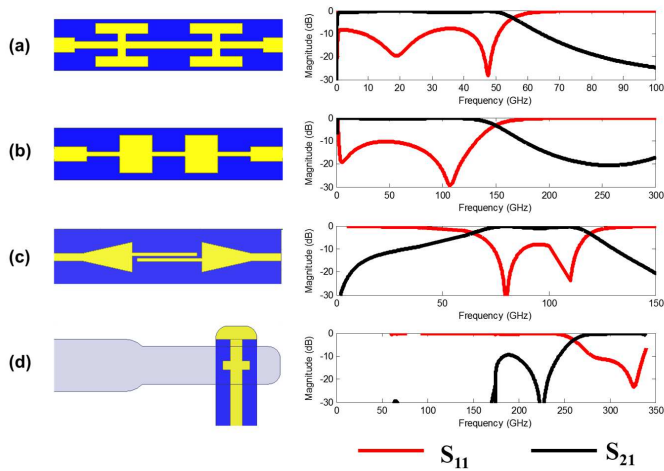 (a)
Magnitude (dB)
0
-10
-20
-30
0 10 20 30 40 50 60 70 80 90 100
Frequency (GHz)
(b)
Magnitude (dB)
0
-10
-20
-30
0 50 100 150 200 250 300
Frequency (GHz)
(c)
Magnitude (dB)
0
-10
-20
-30
0 50 100 150
Frequency (GHz)
(d)
Magnitude (dB)
0
-10
-20
-30
0 50 100 150 200 250 300 350
Frequency (GHz)
S11 S21